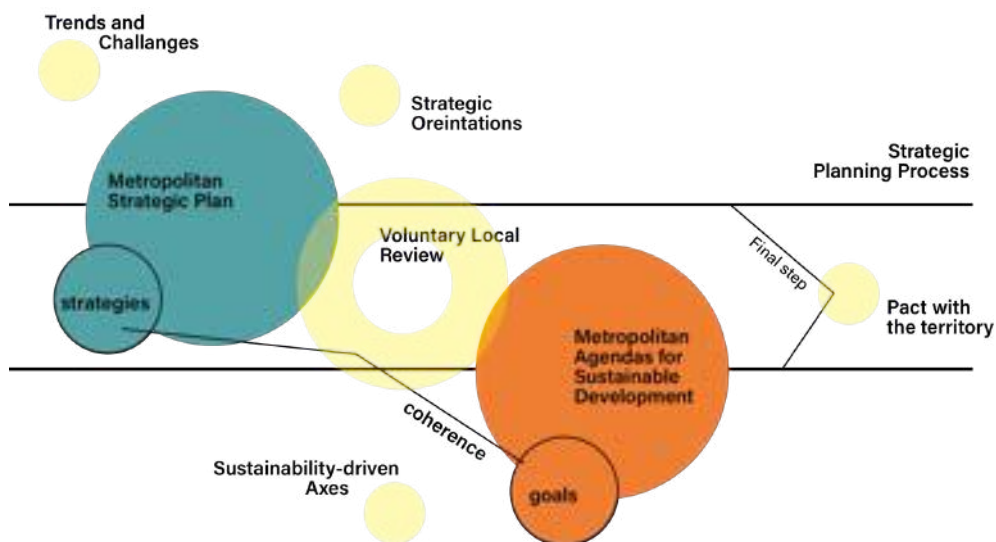 Trends and
Challanges
Strategic
Oreintations
Strategic
Planning Process
Metropolitan
Strategic Plan
Voluntary Local
Review
Final step
strategies
Pact with
the territory
Metropolitan
Agendas for
Sustainable
Development
coherence
Sustainability-driven
Axes
goals